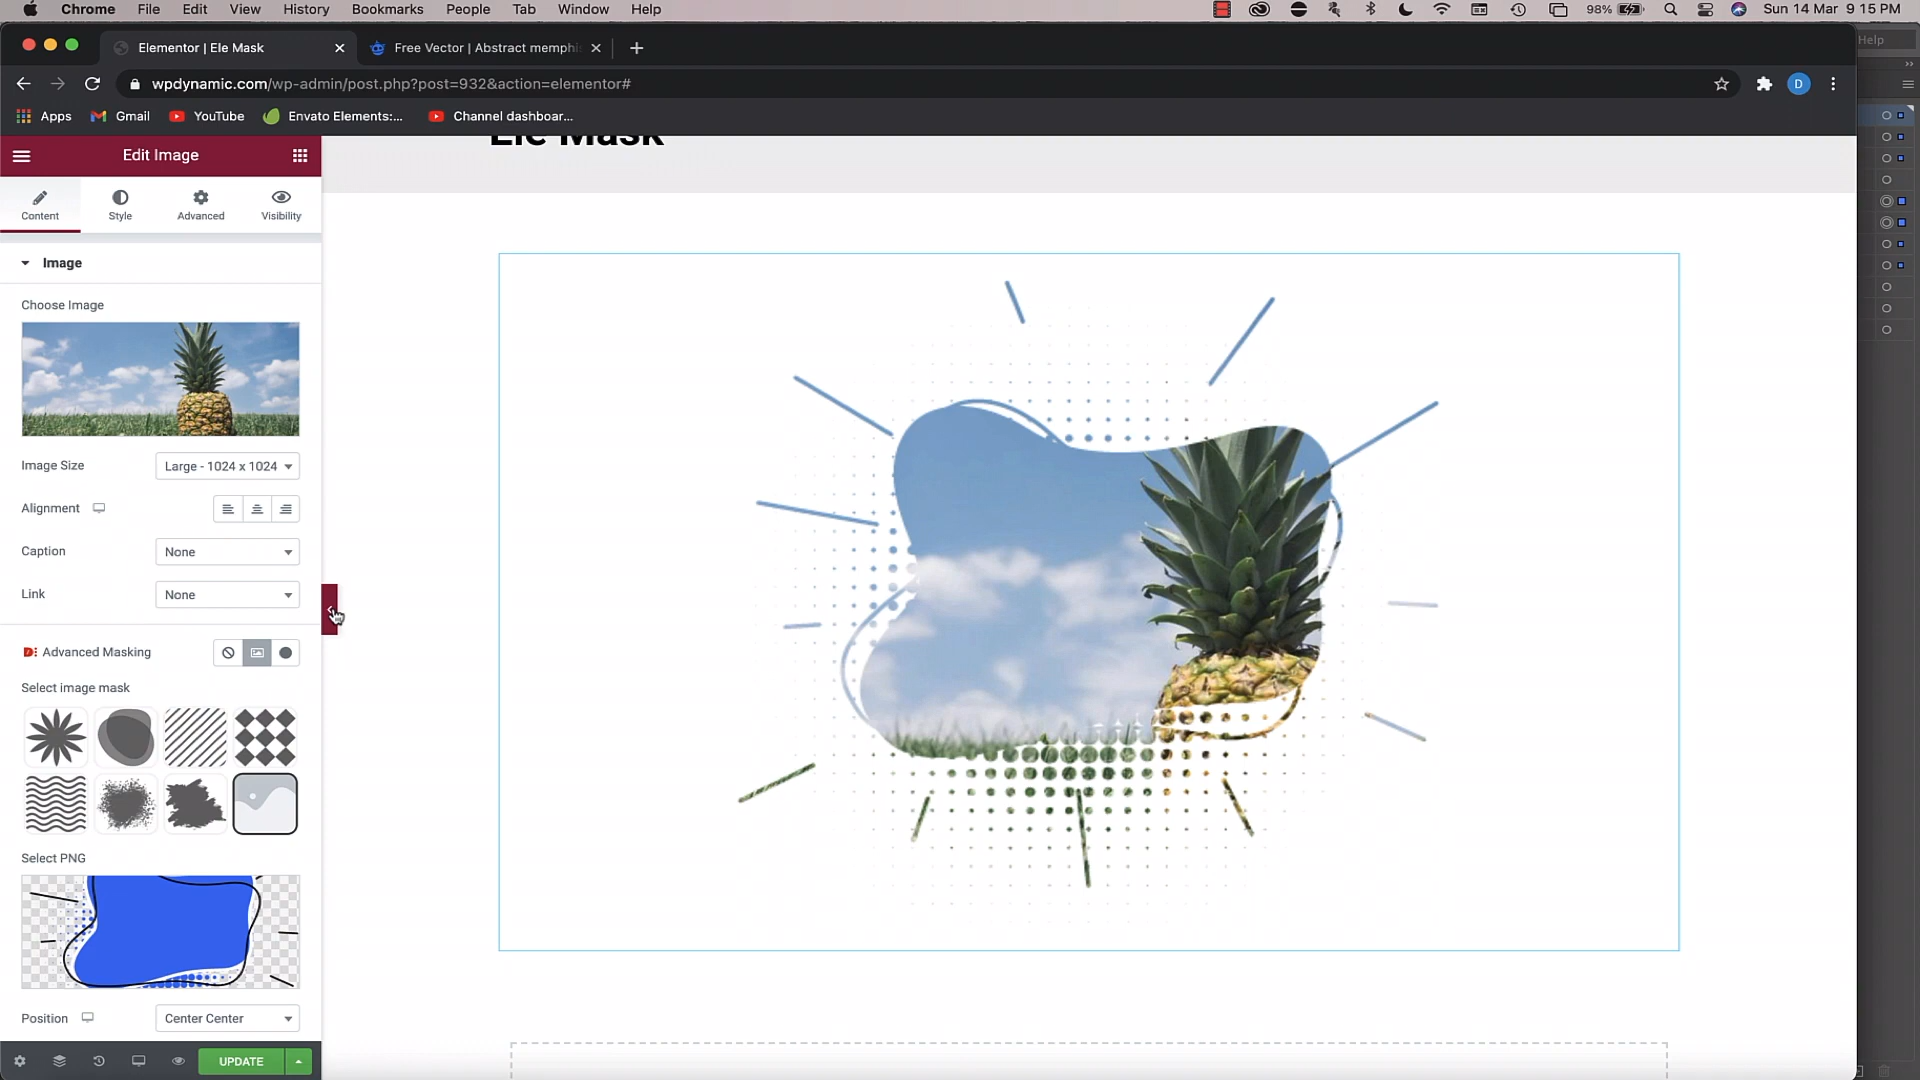 Chrome File Edit View History Bookmarks People Tab Window Help 98% Sun 14 Mar 9 15 PM
Elementor | Ele Mask Free Vector | Abstract memphi
Help
wpdynamic.com/wp-admin/post.php?post=932&action=elementor#
D
Apps Gmail YouTube Envato Elements:... Channel dashboar...
Edit Image
Ele Mask
Content Style Advanced Visibility
Image
Choose Image
Image Size Large - 1024 x 1024
Alignment
Caption None
Link None
Advanced Masking
Select image mask
Select PNG
Position Center Center
UPDATE